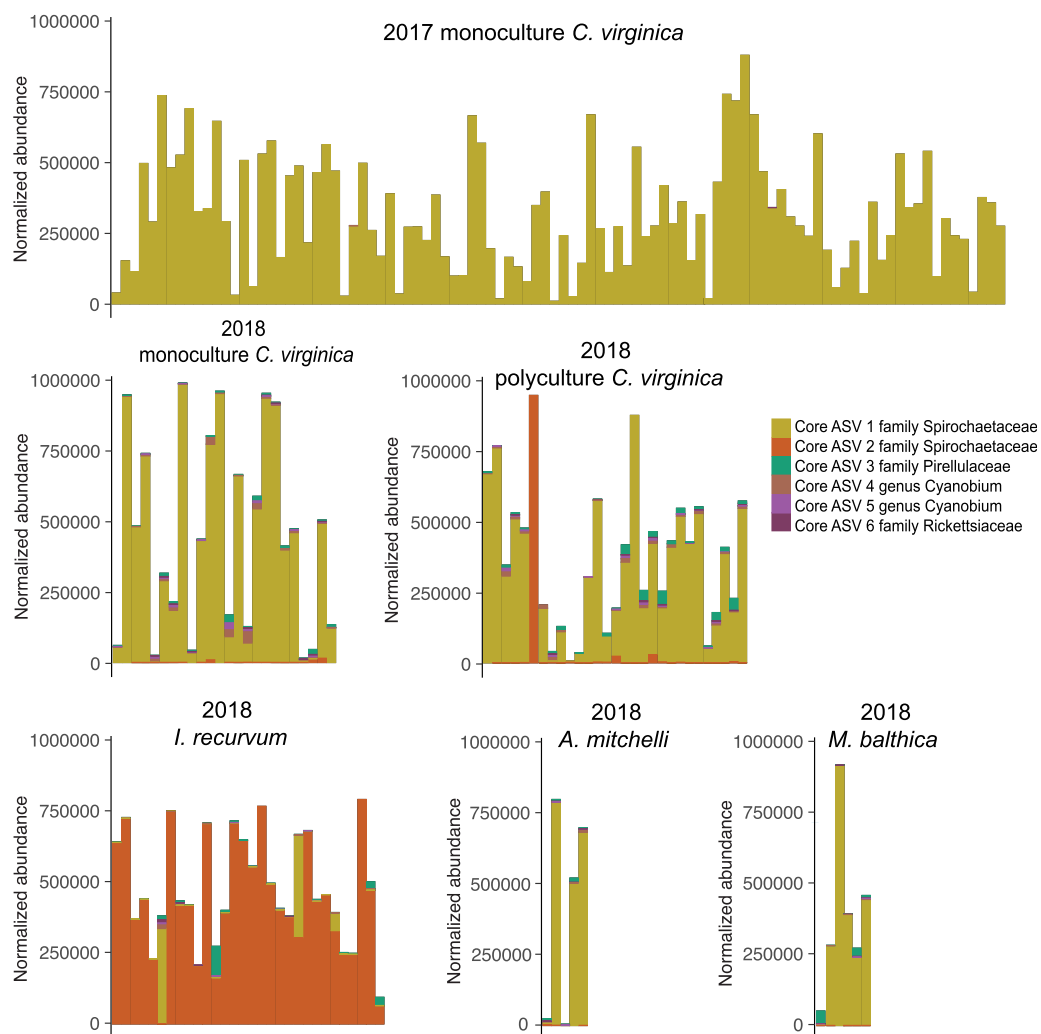 2017 monoculture C. virginica
Normalized abundance
1000000
750000
500000
250000
0
2018
monoculture C. virginica
Normalized abundance
1000000
750000
500000
250000
0
2018
polyculture C. virginica
Normalized abundance
1000000
750000
500000
250000
0
Core ASV 1 family Spirochaetaceae
Core ASV 2 family Spirochaetaceae
Core ASV 3 family Pirellulaceae
Core ASV 4 genus Cyanobium
Core ASV 5 genus Cyanobium
Core ASV 6 family Rickettsiaceae
2018
I. recurvum
Normalized abundance
1000000
750000
500000
250000
0
2018
A. mitchelli
Normalized abundance
1000000
750000
500000
250000
0
2018
M. balthica
Normalized abundance
1000000
750000
500000
250000
0